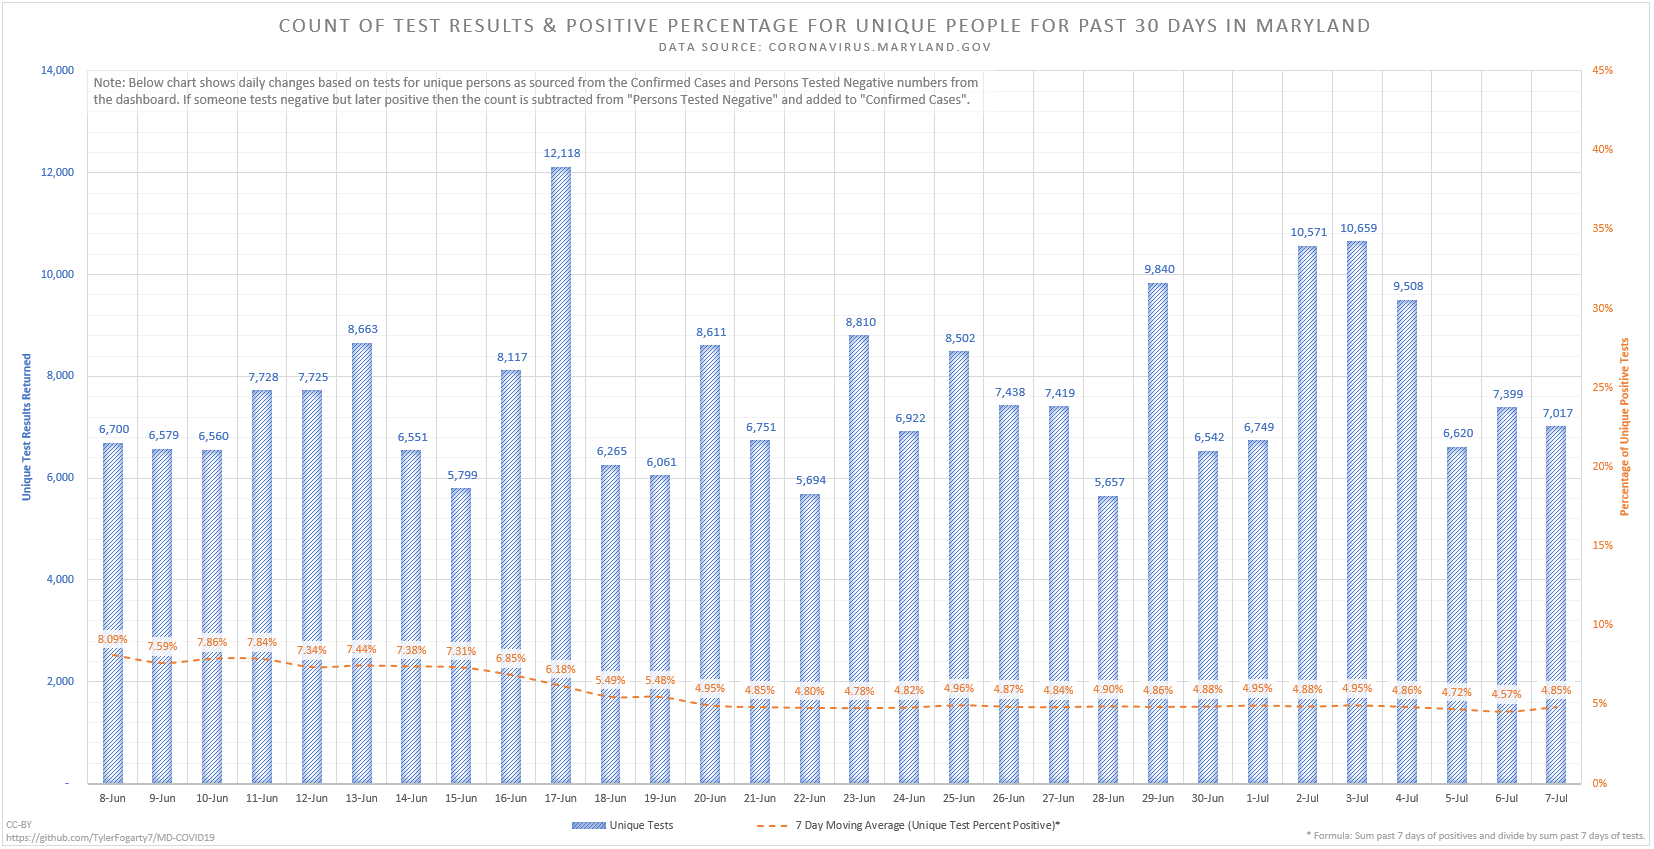 COUNT OF TEST RESULTS & POSITIVE PERCENTAGE FOR UNIQUE PEOPLE FOR PAST 30 DAYS IN MARYLAND
DATA SOURCE: CORONAVIRUS.MARYLAND.GOV
Note: Below chart shows daily changes based on tests for unique persons as sourced from the Confirmed Cases and Persons Tested Negative numbers from
the dashboard. If someone tests negative but later positive then the count is subtracted from "Persons Tested Negative" and added to "Confirmed Cases".
Unique Test Results Returned
14,000
12,000
10,000
8,000
6,000
4,000
2,000
-
6,700
6,579
6,560
7,728
7,725
8,663
6,551
5,799
8,117
12,118
6,265
6,061
8,611
6,751
5,694
8,810
6,922
8,502
7,438
7,419
5,657
9,840
6,542
6,749
10,571
10,659
9,508
6,620
7,399
7,017
8.09%
7.59%
7.86%
7.84%
7.34%
7.44%
7.38%
7.31%
6.85%
6.18%
5.49%
5.48%
4.95%
4.85%
4.80%
4.78%
4.82%
4.96%
4.87%
4.84%
4.90%
4.86%
4.88%
4.95%
4.88%
4.95%
4.86%
4.72%
4.57%
4.85%
45%
40%
35%
30%
25%
20%
15%
10%
5%
0%
Percentage of Unique Positive Tests
8-Jun
9-Jun
10-Jun
11-Jun
12-Jun
13-Jun
14-Jun
15-Jun
16-Jun
17-Jun
18-Jun
19-Jun
20-Jun
21-Jun
22-Jun
23-Jun
24-Jun
25-Jun
26-Jun
27-Jun
28-Jun
29-Jun
30-Jun
1-Jul
2-Jul
3-Jul
4-Jul
5-Jul
6-Jul
7-Jul
Unique Tests
7 Day Moving Average (Unique Test Percent Positive)*
CC-BY
https://github.com/TylerFogarty7/MD-COVID19
* Formula: Sum past 7 days of positives and divide by sum past 7 days of tests.